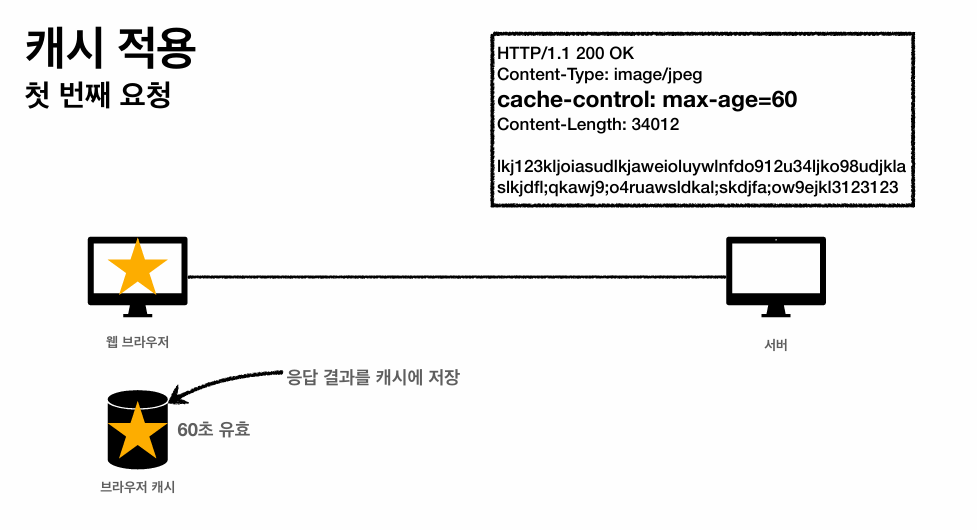 캐시 적용
첫 번째 요청
HTTP/1.1 200 OK
Content-Type: image/jpeg
cache-control: max-age=60
Content-Length: 34012
lkj123kljoiasudlkjaweioluywlnfdo912u34ljko98udjkla
slkjdfl;qkawj9;o4ruawsldkal;skdjfa;ow9ejkl3123123
웹 브라우저
서버
응답 결과를 캐시에 저장
60초 유효
브라우저 캐시